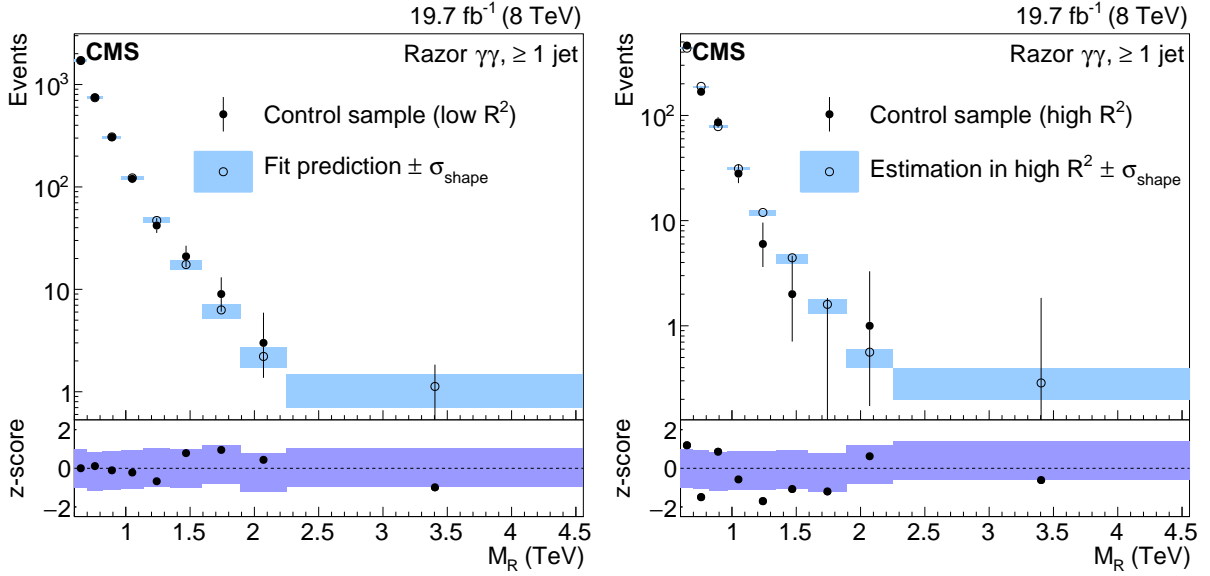 19.7 fb⁻¹ (8 TeV)
CMS
Razor γγ, ≥ 1 jet
Control sample (low R²)
Fit prediction ± σ_shape
Events
10³
10²
10
1
z-score
2
0
−2
1
1.5
2
2.5
3
3.5
4
4.5
M_R (TeV)
19.7 fb⁻¹ (8 TeV)
CMS
Razor γγ, ≥ 1 jet
Control sample (high R²)
Estimation in high R² ± σ_shape
Events
10²
10
1
z-score
2
0
−2
1
1.5
2
2.5
3
3.5
4
4.5
M_R (TeV)